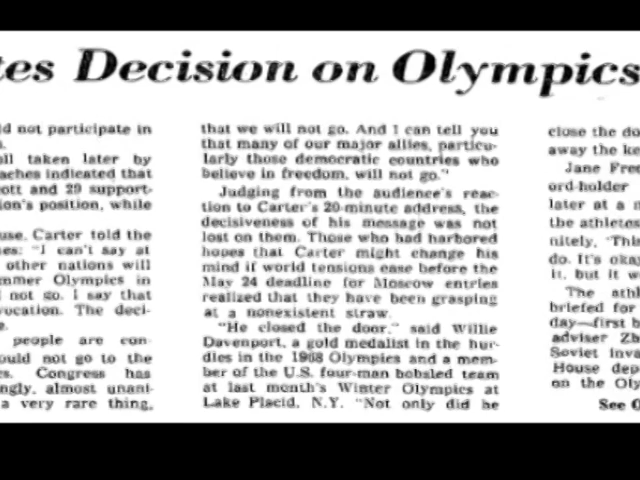 tes Decision on Olympics
ld not participate in
s.
ll taken later by
aches indicated that
ott and 29 support-
ion's position, while
use, Carter told the
es: "I can't say at
other nations will
mmer Olympics in
l not go. I say that
vocation. The deci-
e.
people are con-
ould not go to the
cs. Congress has
ngly, almost unani-
a very rare thing,
that we will not go. And I can tell you
that many of our major allies, particu-
larly those democratic countries who
believe in freedom, will not go."
Judging from the audience's reac-
tion to Carter's 20-minute address, the
decisiveness of his message was not
lost on them. Those who had harbored
hopes that Carter might change his
mind if world tensions ease before the
May 24 deadline for Moscow entries
realized that they have been grasping
at a nonexistent straw.
"He closed the door," said Willie
Davenport, a gold medalist in the hur-
dles in the 1968 Olympics and a mem-
ber of the U.S. four-man bobsled team
at last month's Winter Olympics at
Lake Placid, N.Y. "Not only did he
close the do
away the ke
Jane Fred
ord-holder
later at a n
the athletes
nitely, "This
do. It's okay
it, but it w
The athl
briefed for
day—first b
adviser Zb
Soviet inva
House dep
on the Oly
See O